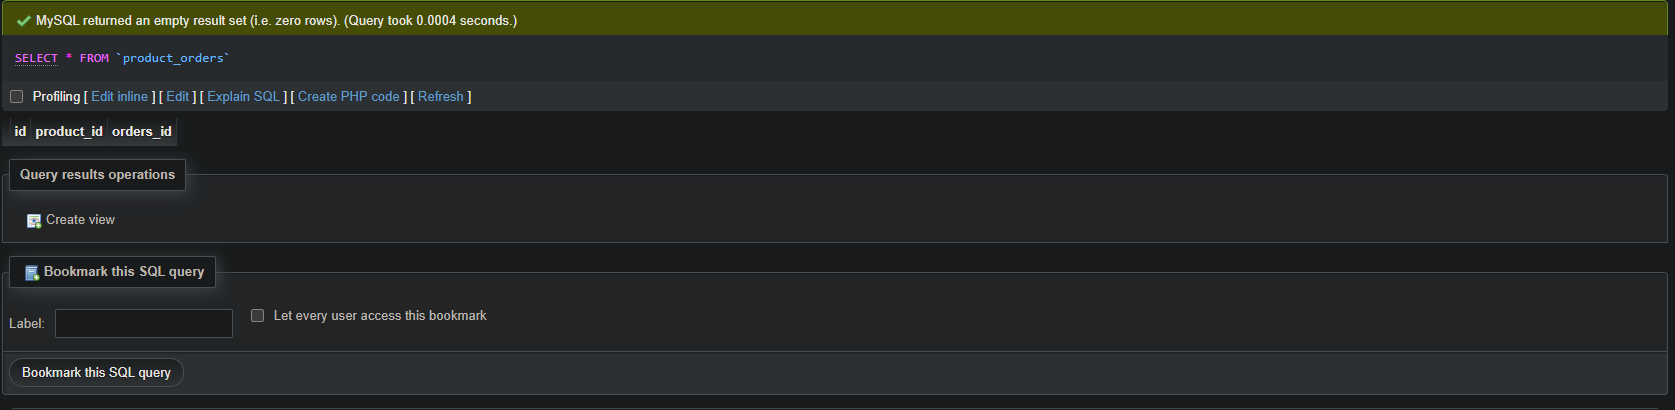 MySQL returned an empty result set (i.e. zero rows). (Query took 0.0004 seconds.)
SELECT * FROM `product_orders`
Profiling [ Edit inline ] [ Edit ] [ Explain SQL ] [ Create PHP code ] [ Refresh ]
id product_id orders_id
Query results operations
Create view
Bookmark this SQL query
Label: Let every user access this bookmark
Bookmark this SQL query